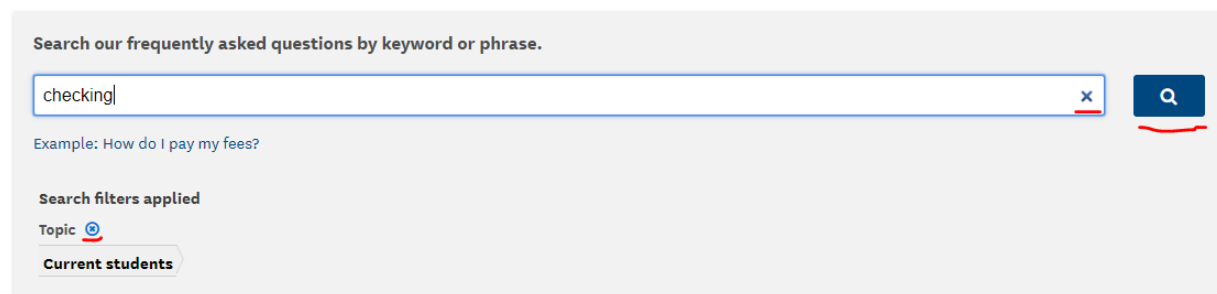 Search our frequently asked questions by keyword or phrase.
checking
Example: How do I pay my fees?
Search filters applied
Topic
Current students